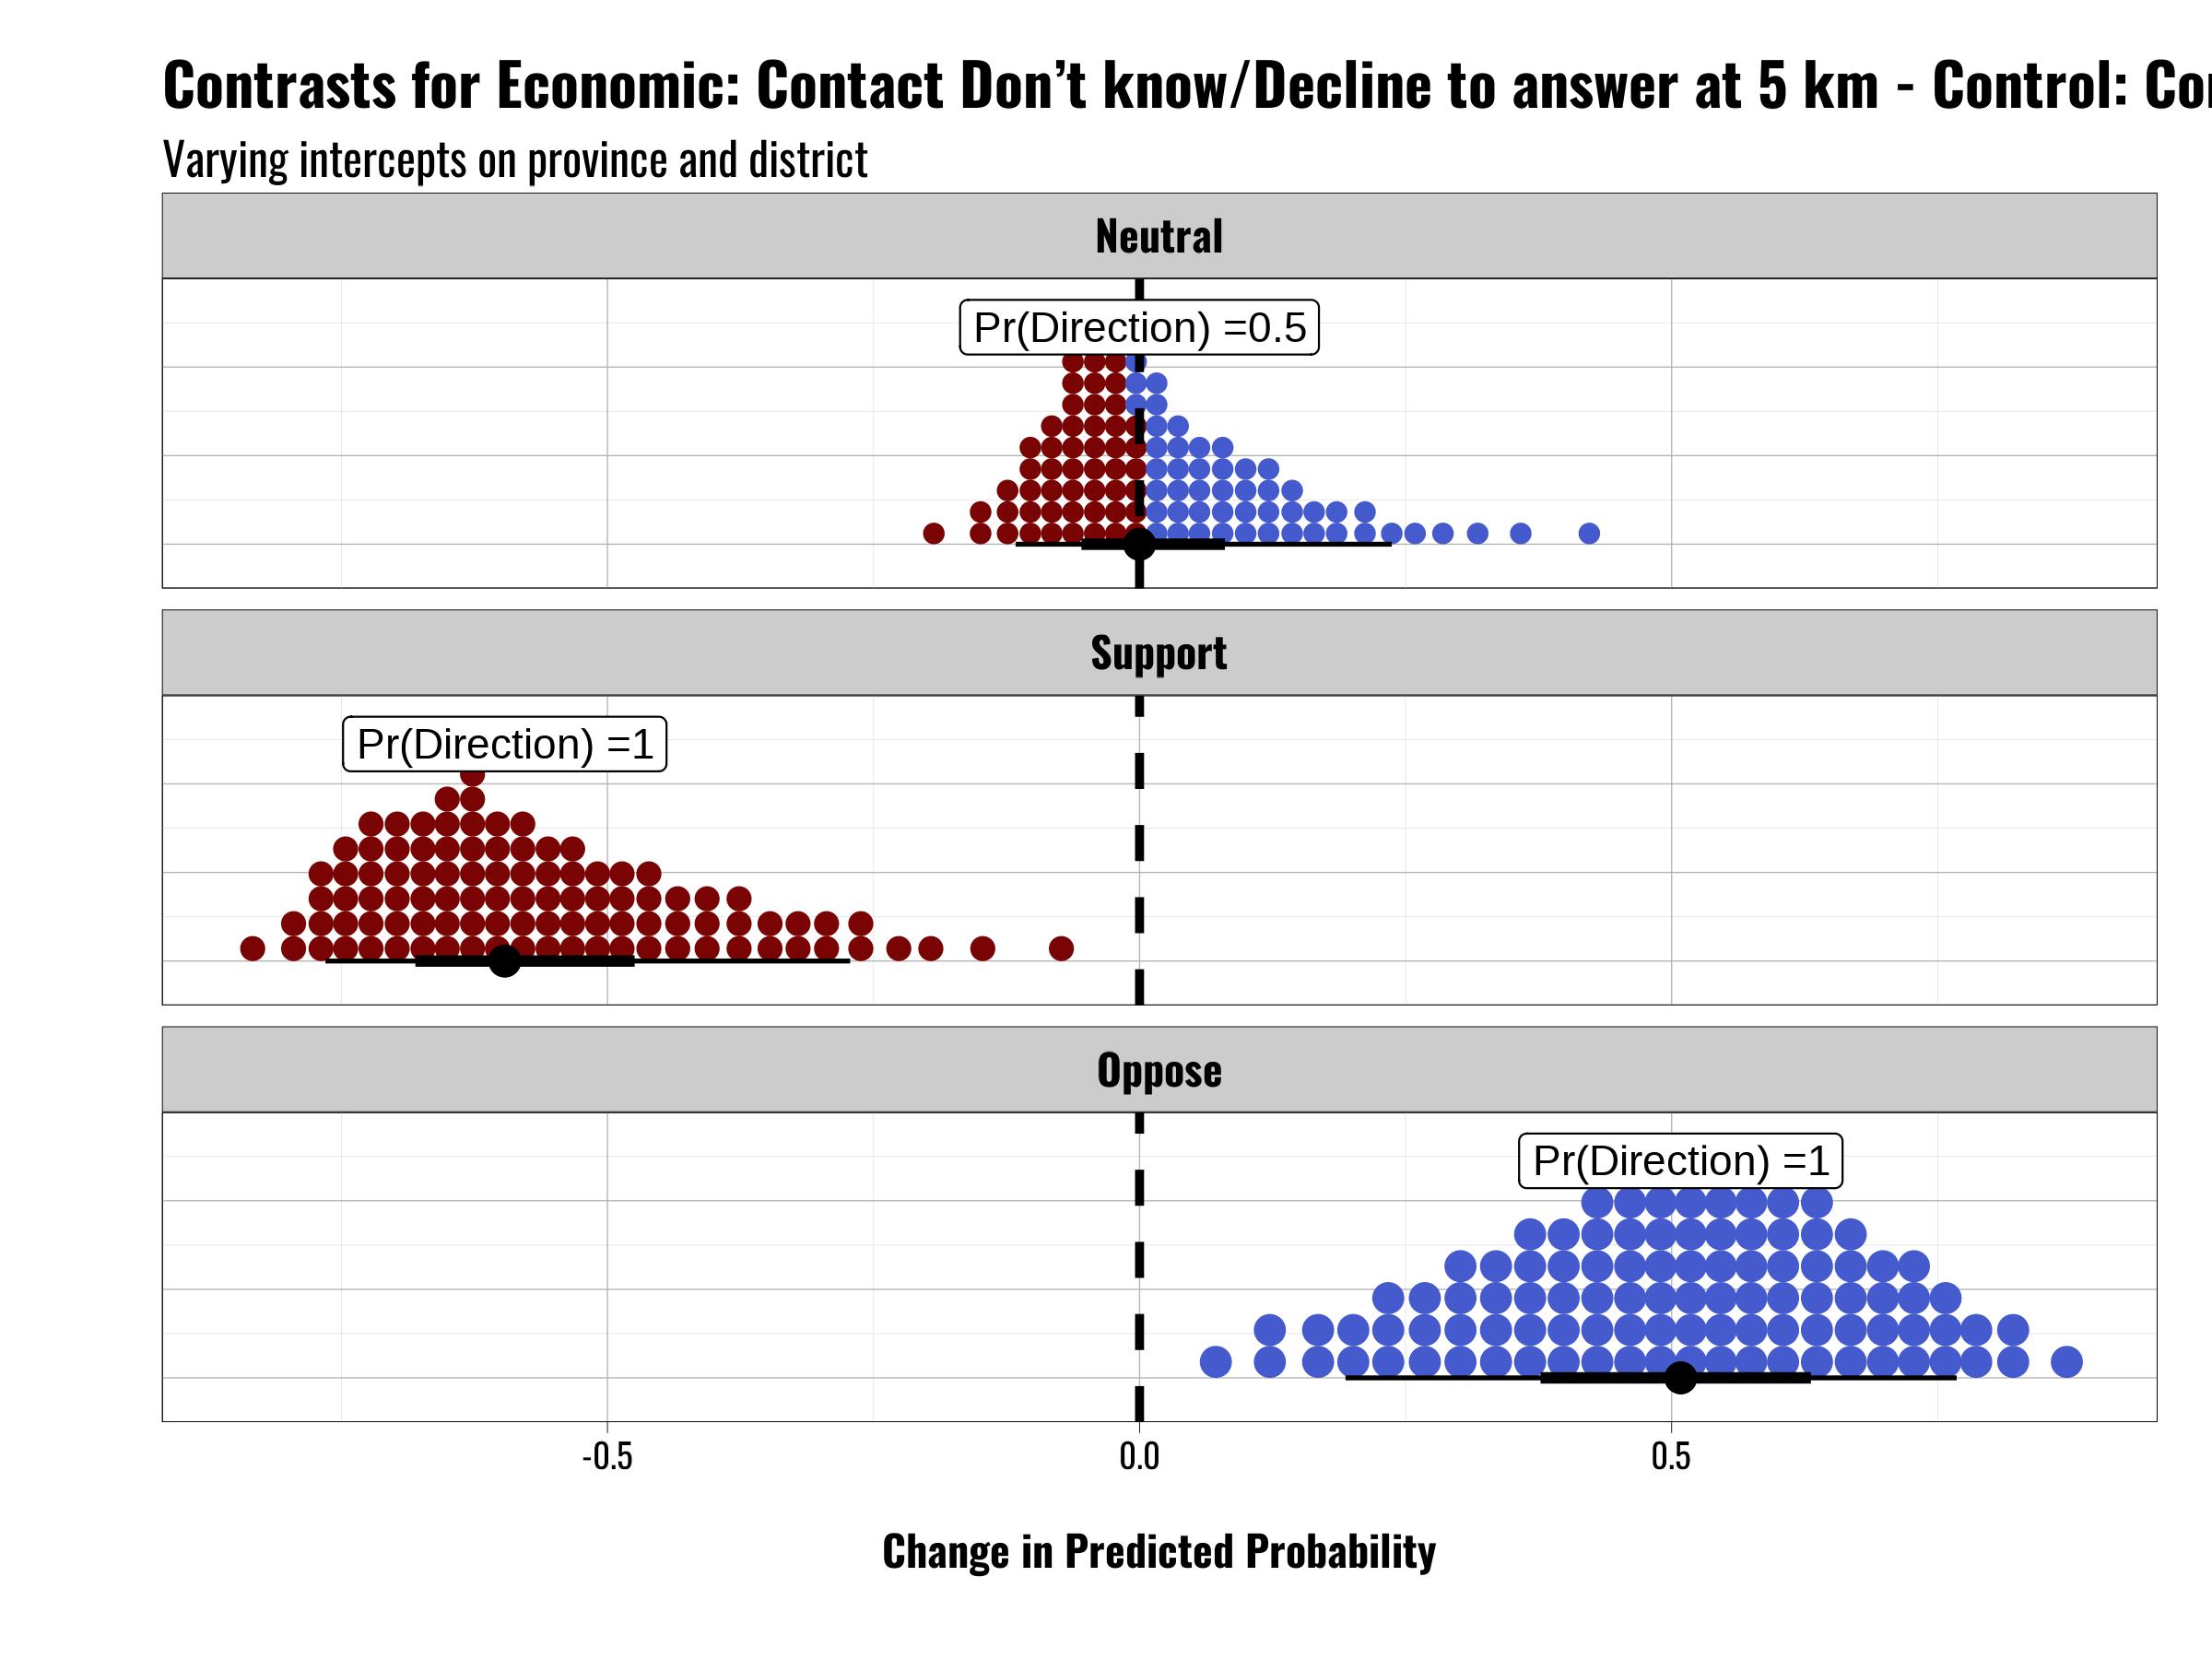 Contrasts for Economic: Contact Don’t know/Decline to answer at 5 km - Control:
Varying intercepts on province and district
Neutral
Pr(Direction) =0.5
Support
Pr(Direction) =1
Oppose
Pr(Direction) =1
-0.5 0.0 0.5
Change in Predicted Probability